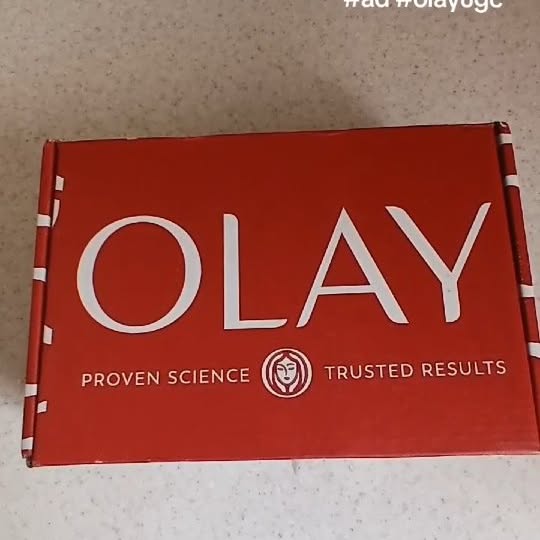 #ad #olayugc
OLAY
PROVEN SCIENCE TRUSTED RESULTS